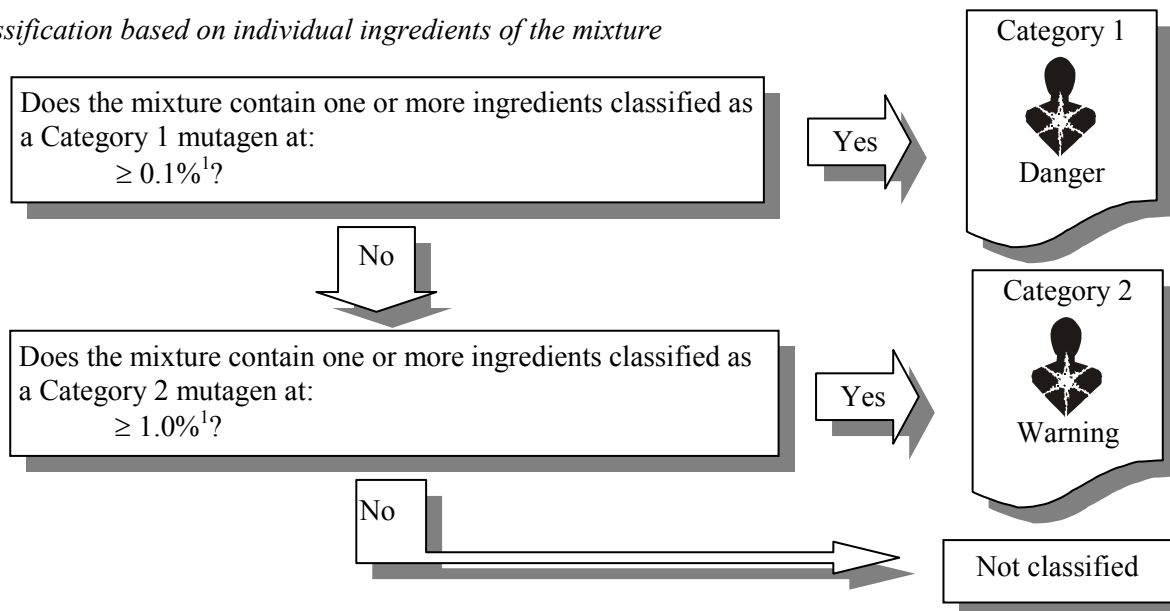 ssification based on individual ingredients of the mixture
Category 1
Does the mixture contain one or more ingredients classified as
a Category 1 mutagen at:
≥ 0.1%¹?
Yes
Danger
No
Category 2
Does the mixture contain one or more ingredients classified as
a Category 2 mutagen at:
≥ 1.0%¹?
Yes
Warning
No
Not classified